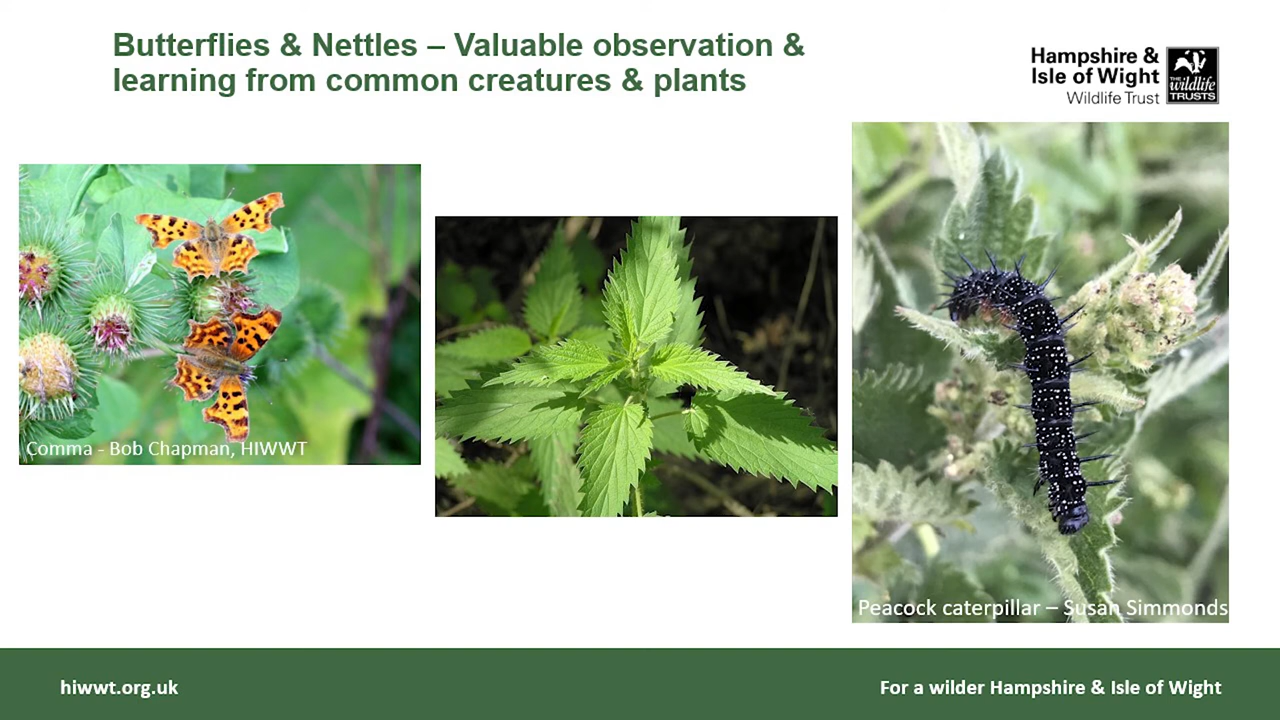 Butterflies & Nettles – Valuable observation &
learning from common creatures & plants
Hampshire &
Isle of Wight
Wildlife Trust
THE
wildlife
TRUSTS
Comma - Bob Chapman, HIWWT
Peacock caterpillar – Susan Simmonds
hiwwt.org.uk
For a wilder Hampshire & Isle of Wight